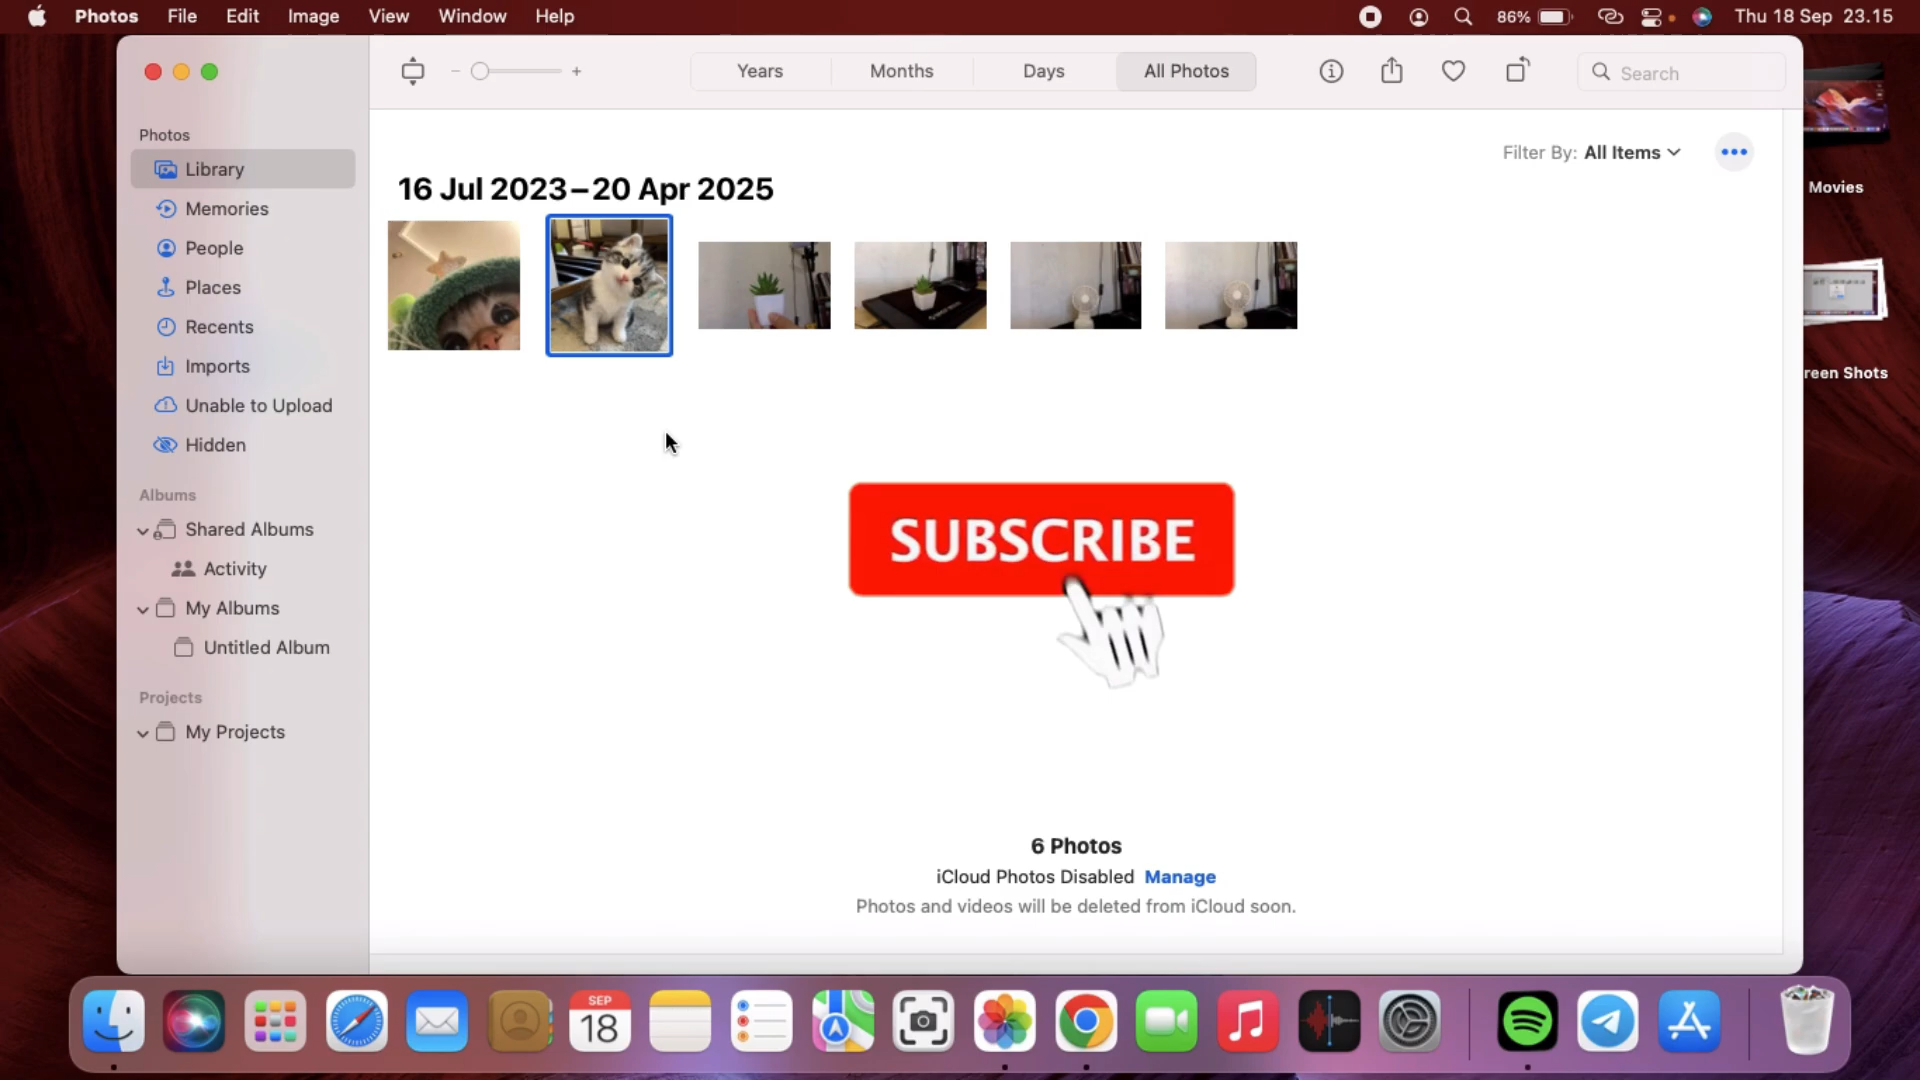 Photos File Edit Image View Window Help 86% Thu 18 Sep 23.15
Years Months Days All Photos Search
Photos
Library
Memories
People
Places
Recents
Imports
Unable to Upload
Hidden
Albums
Shared Albums
Activity
My Albums
Untitled Album
Projects
My Projects
Filter By: All Items
16 Jul 2023–20 Apr 2025
SUBSCRIBE
6 Photos
iCloud Photos Disabled Manage
Photos and videos will be deleted from iCloud soon.
Movies
reen Shots
SEP
18